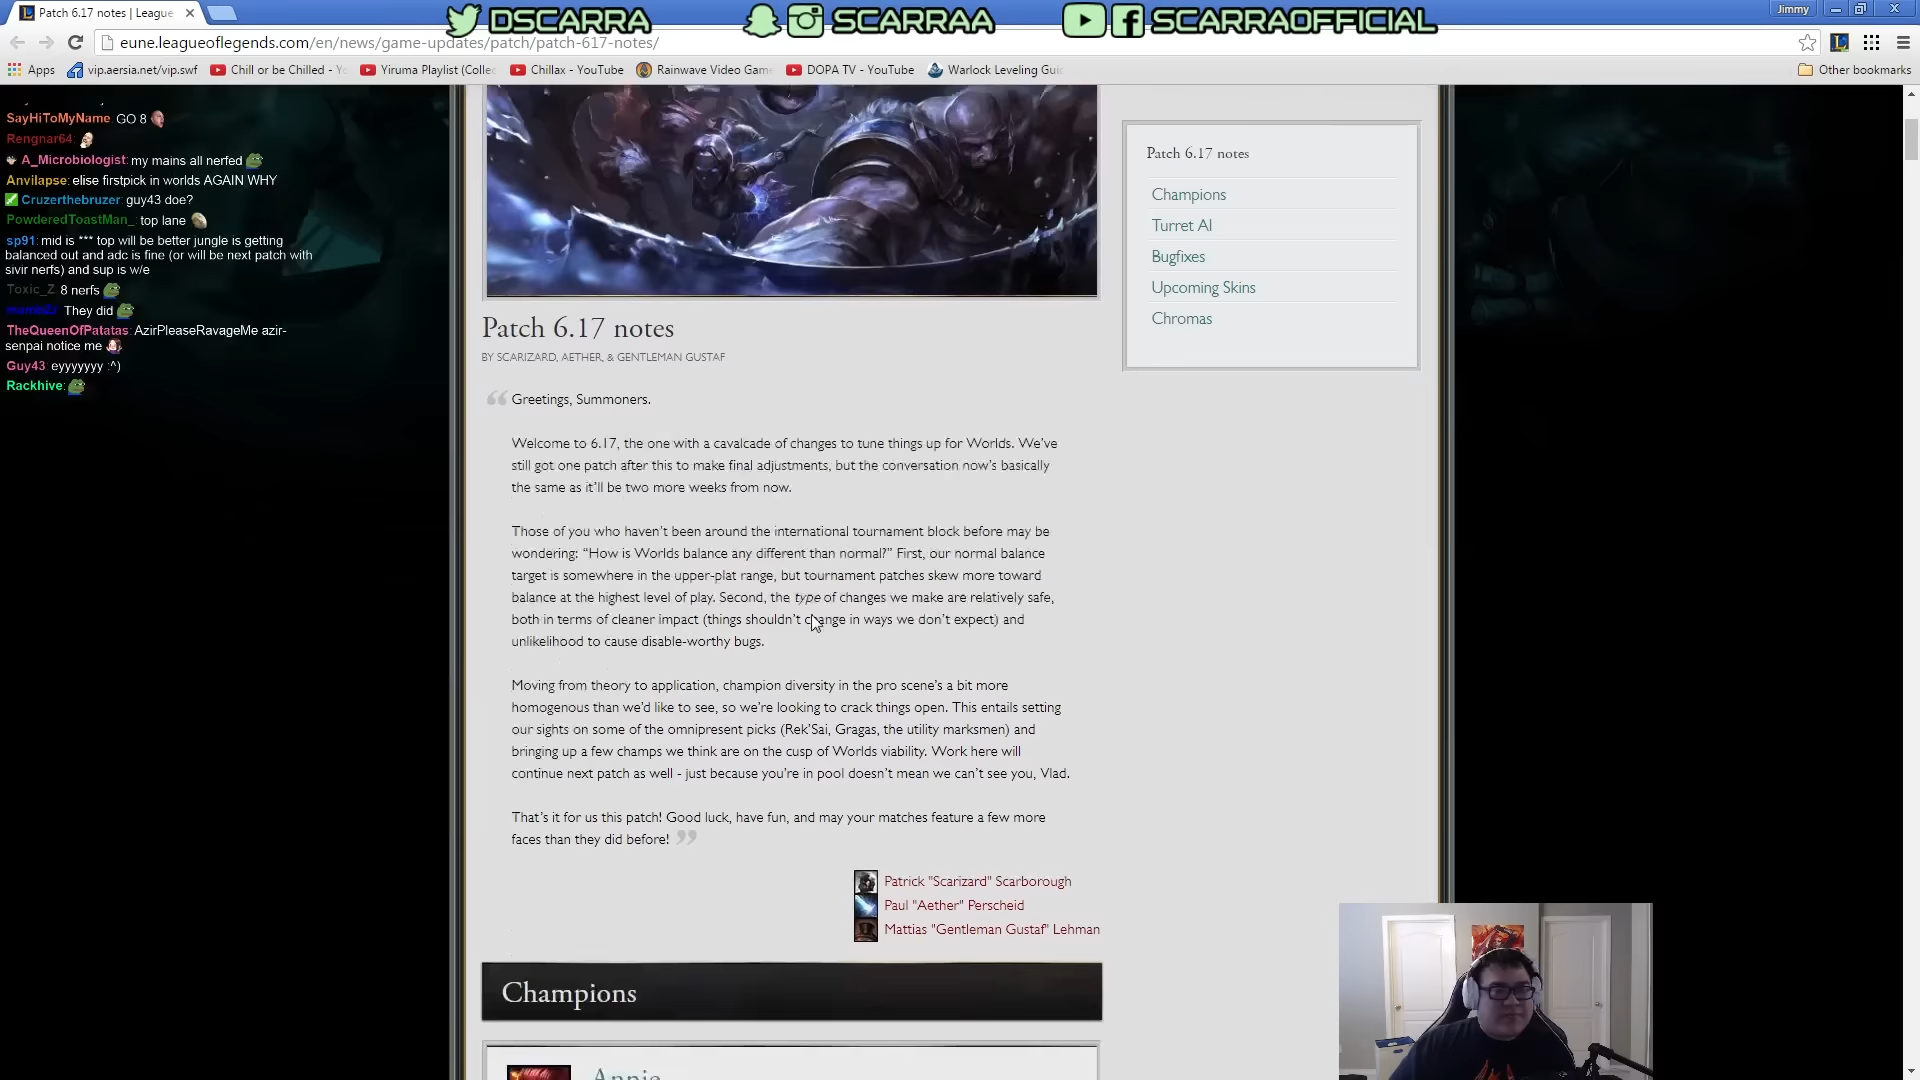 Patch 6.17 notes | League
DSCARRA
SCARRAA
SCARRAOFFICIAL
Jimmy
eune.leagueoflegends.com/en/news/game-updates/patch/patch-617-notes/
Apps
vip.aersia.net/vip.swf
Chill or be Chilled - Yo
Yiruma Playlist (Collec
Chillax - YouTube
Rainwave Video Game
DOPA TV - YouTube
Warlock Leveling Guid
Other bookmarks
SayHiToMyName GO 8
Rengnar64:
A_Microbiologist: my mains all nerfed
Anvilapse: elise firstpick in worlds AGAIN WHY
Cruzerthebruzer: guy43 doe?
PowderedToastMan_: top lane
sp91: mid is *** top will be better jungle is getting
balanced out and adc is fine (or will be next patch with
sivir nerfs) and sup is w/e
Toxic_Z 8 nerfs
They did
TheQueenOfPatatas: AzirPleaseRavageMe azir-
senpai notice me
Guy43: eyyyyyyy :^)
Rackhive:
Patch 6.17 notes
BY SCARIZARD, AETHER, & GENTLEMAN GUSTAF
“ Greetings, Summoners.
Welcome to 6.17, the one with a cavalcade of changes to tune things up for Worlds. We’ve
still got one patch after this to make final adjustments, but the conversation now’s basically
the same as it’ll be two more weeks from now.
Those of you who haven’t been around the international tournament block before may be
wondering: “How is Worlds balance any different than normal?” First, our normal balance
target is somewhere in the upper-plat range, but tournament patches skew more toward
balance at the highest level of play. Second, the type of changes we make are relatively safe,
both in terms of cleaner impact (things shouldn’t change in ways we don’t expect) and
unlikelihood to cause disable-worthy bugs.
Moving from theory to application, champion diversity in the pro scene’s a bit more
homogenous than we’d like to see, so we’re looking to crack things open. This entails setting
our sights on some of the omnipresent picks (Rek’Sai, Gragas, the utility marksmen) and
bringing up a few champs we think are on the cusp of Worlds viability. Work here will
continue next patch as well - just because you’re in pool doesn’t mean we can’t see you, Vlad.
That’s it for us this patch! Good luck, have fun, and may your matches feature a few more
faces than they did before! ”
Patrick "Scarizard" Scarborough
Paul "Aether" Perscheid
Mattias "Gentleman Gustaf" Lehman
Champions
Annie
Patch 6.17 notes
Champions
Turret AI
Bugfixes
Upcoming Skins
Chromas